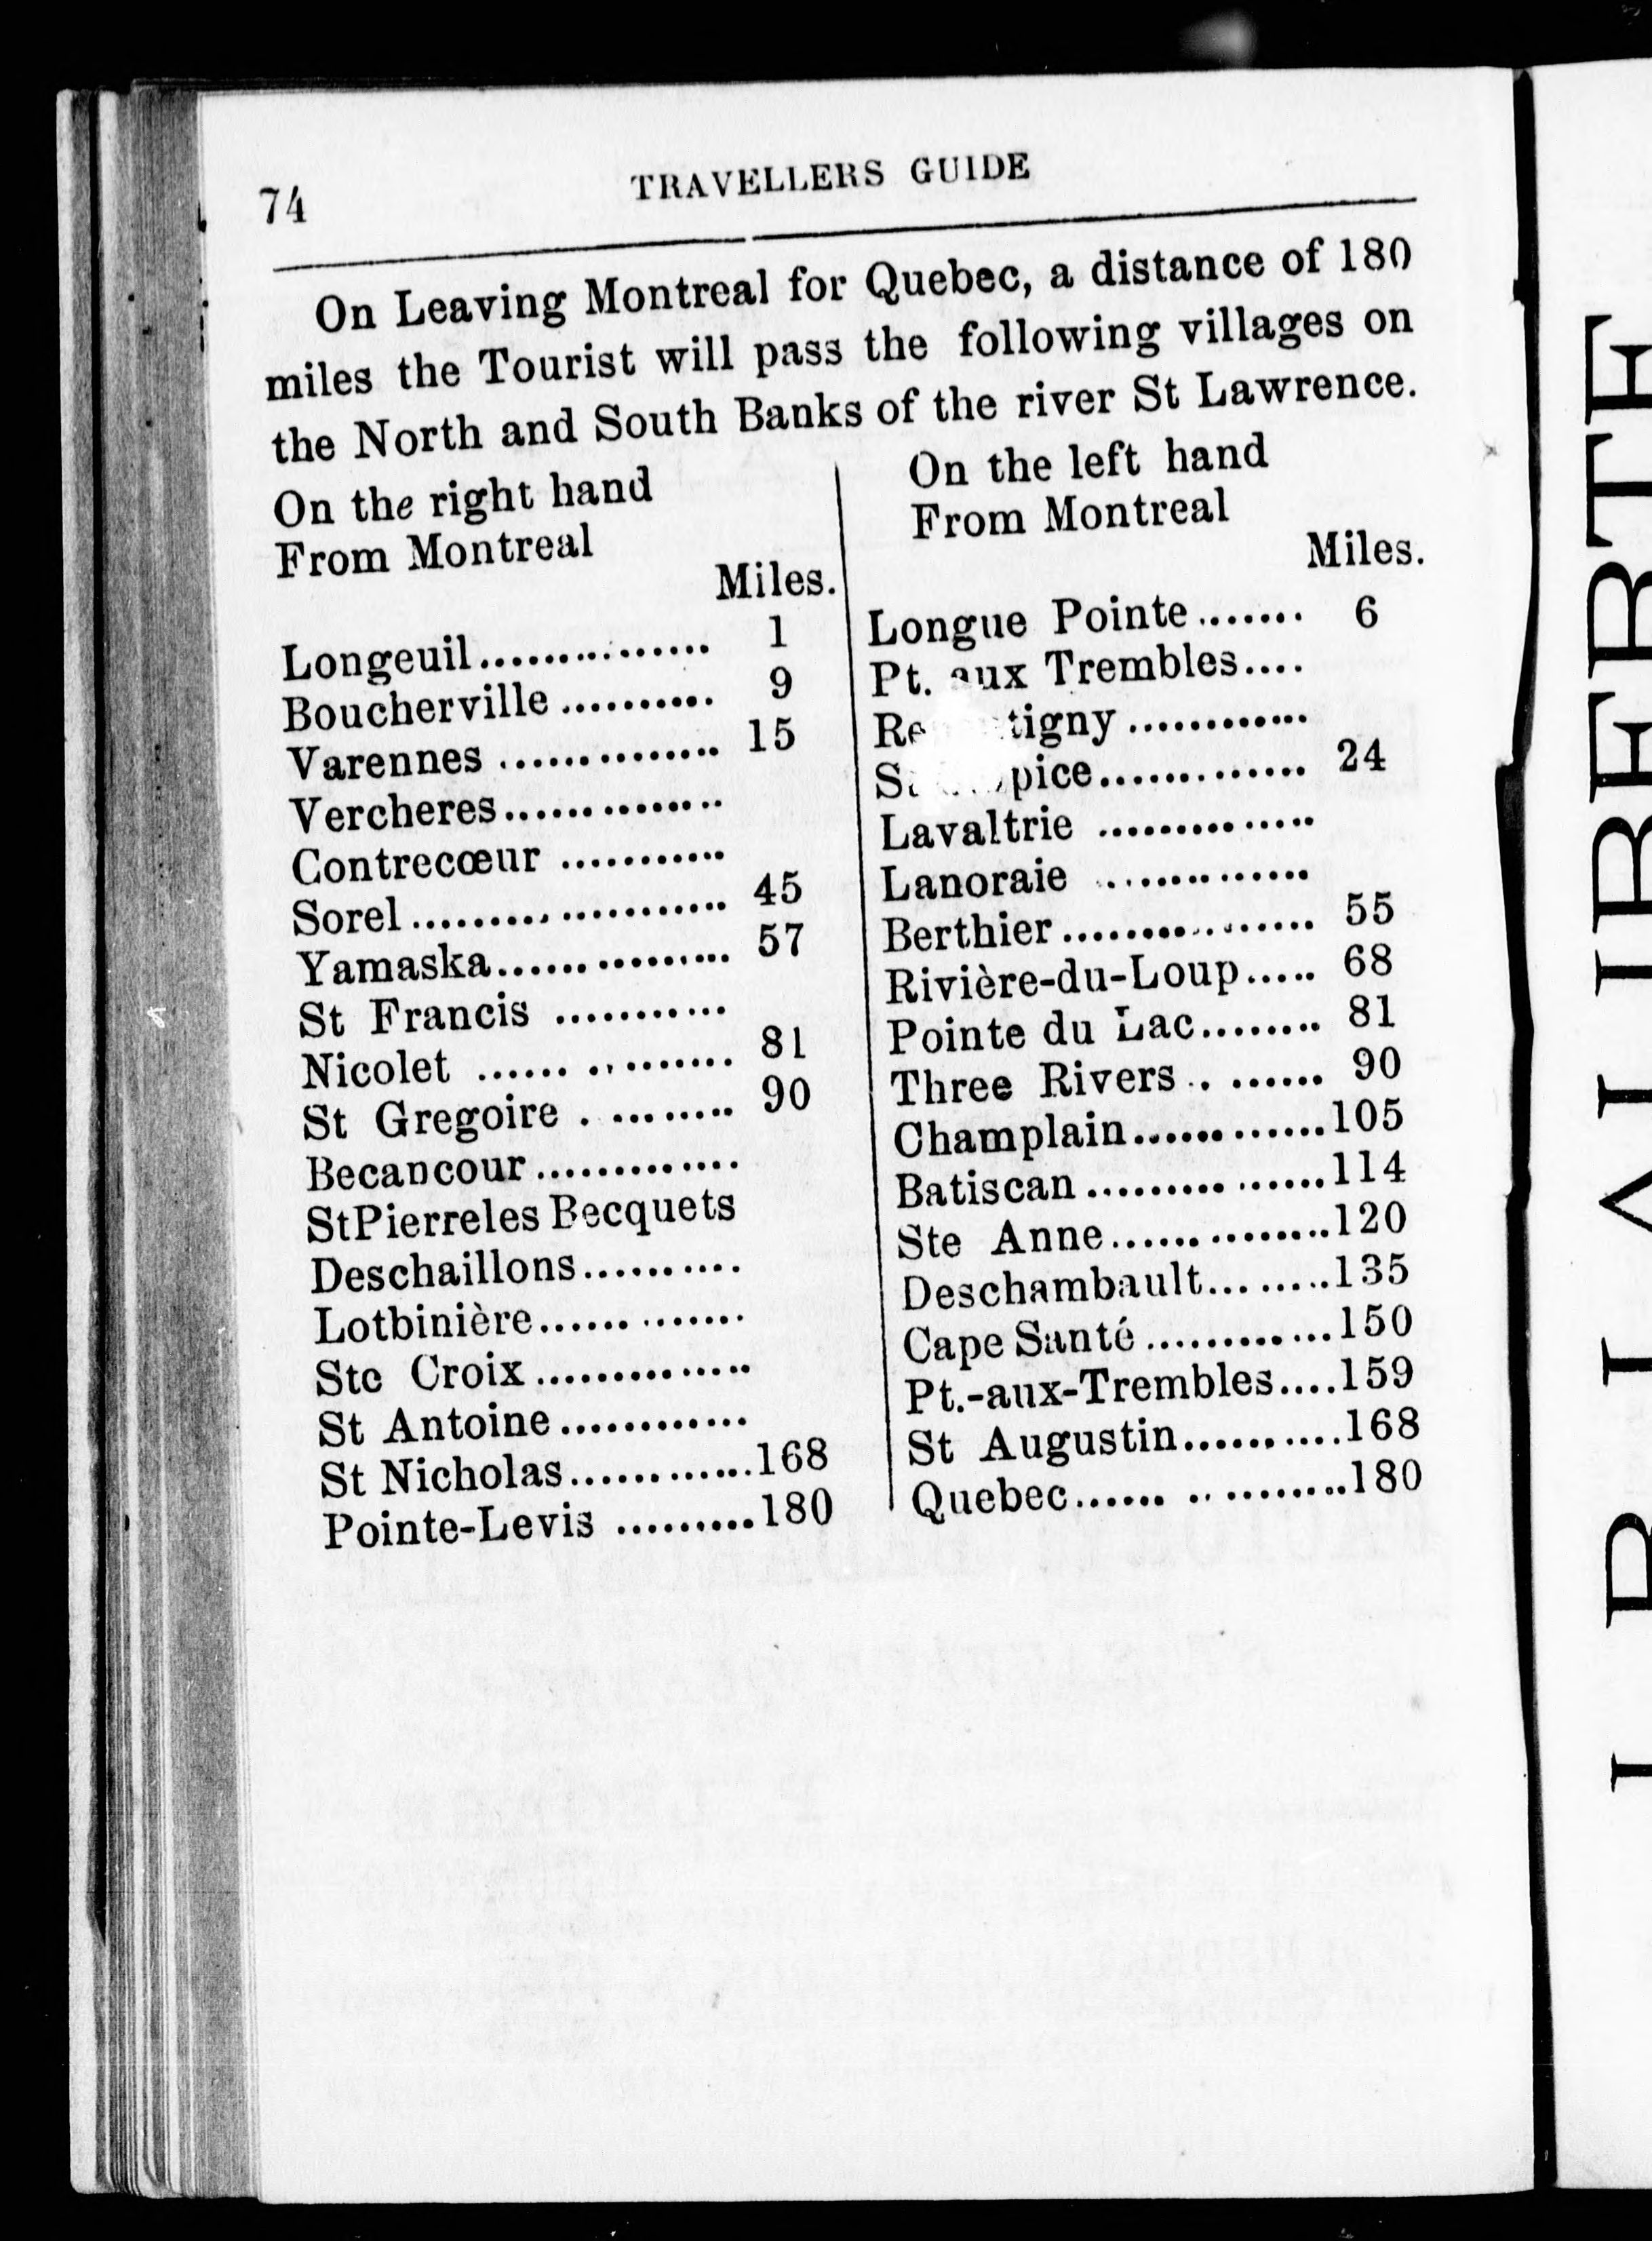 74
TRAVELLERS GUIDE
On Leaving Montreal for Quebec, a distance of 180
miles the Tourist will pass the following villages on
the North and South Banks of the river St Lawrence.
On the right hand
From Montreal
Miles.
Longeuil............... 1
Boucherville.......... 9
Varennes .............. 15
Vercheres..............
Contrecœur ...........
Sorel.................... 45
Yamaska............... 57
St Francis ...........
Nicolet ...... ......... 81
St Gregoire . ........ 90
Becancour.............
St Pierre les Becquets
Deschaillons..........
Lotbinière.............
Ste Croix..............
St Antoine............
St Nicholas............168
Pointe-Levis .........180
On the left hand
From Montreal
Miles.
Longue Pointe....... 6
Pt. aux Trembles....
............
.............. 24
Lavaltrie ..............
Lanoraie ..............
Berthier................ 55
Rivière-du-Loup..... 68
Pointe du Lac........ 81
Three Rivers.. ...... 90
Champlain............105
Batiscan...............114
Ste Anne..............120
Deschambault........135
Cape Santé............150
Pt.-aux-Trembles....159
St Augustin..........168
Quebec...... .. ........180
LIBERTE